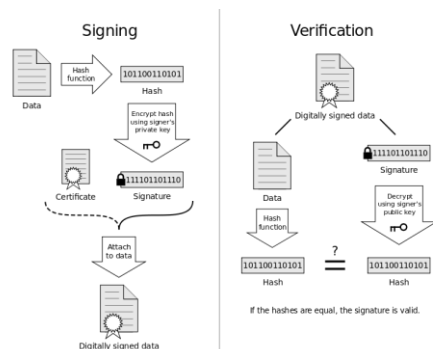 Signing
Hash
function
101100110101
Hash
Data
Encrypt hash
using signer's
private key
111101101110
Certificate
Signature
Attach
to data
Digitally signed data
Verification
Digitally signed data
111101101110
Signature
Data
Hash
function
Decrypt
using signer's
public key
?
=
101100110101
Hash
101100110101
Hash
If the hashes are equal, the signature is valid.